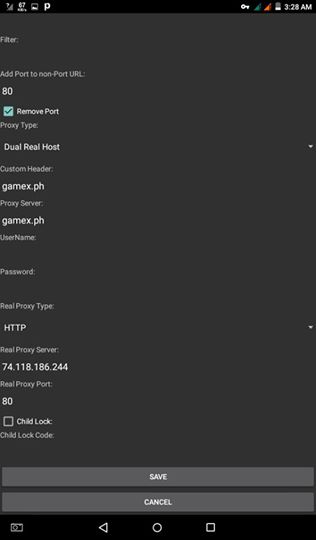 67
KB/s
3:28 AM
Filter:
Add Port to non-Port URL:
80
Remove Port
Proxy Type:
Dual Real Host
Custom Header:
gamex.ph
Proxy Server:
gamex.ph
UserName:
Password:
Real Proxy Type:
HTTP
Real Proxy Server:
74.118.186.244
Real Proxy Port:
80
Child Lock:
Child Lock Code:
SAVE
CANCEL